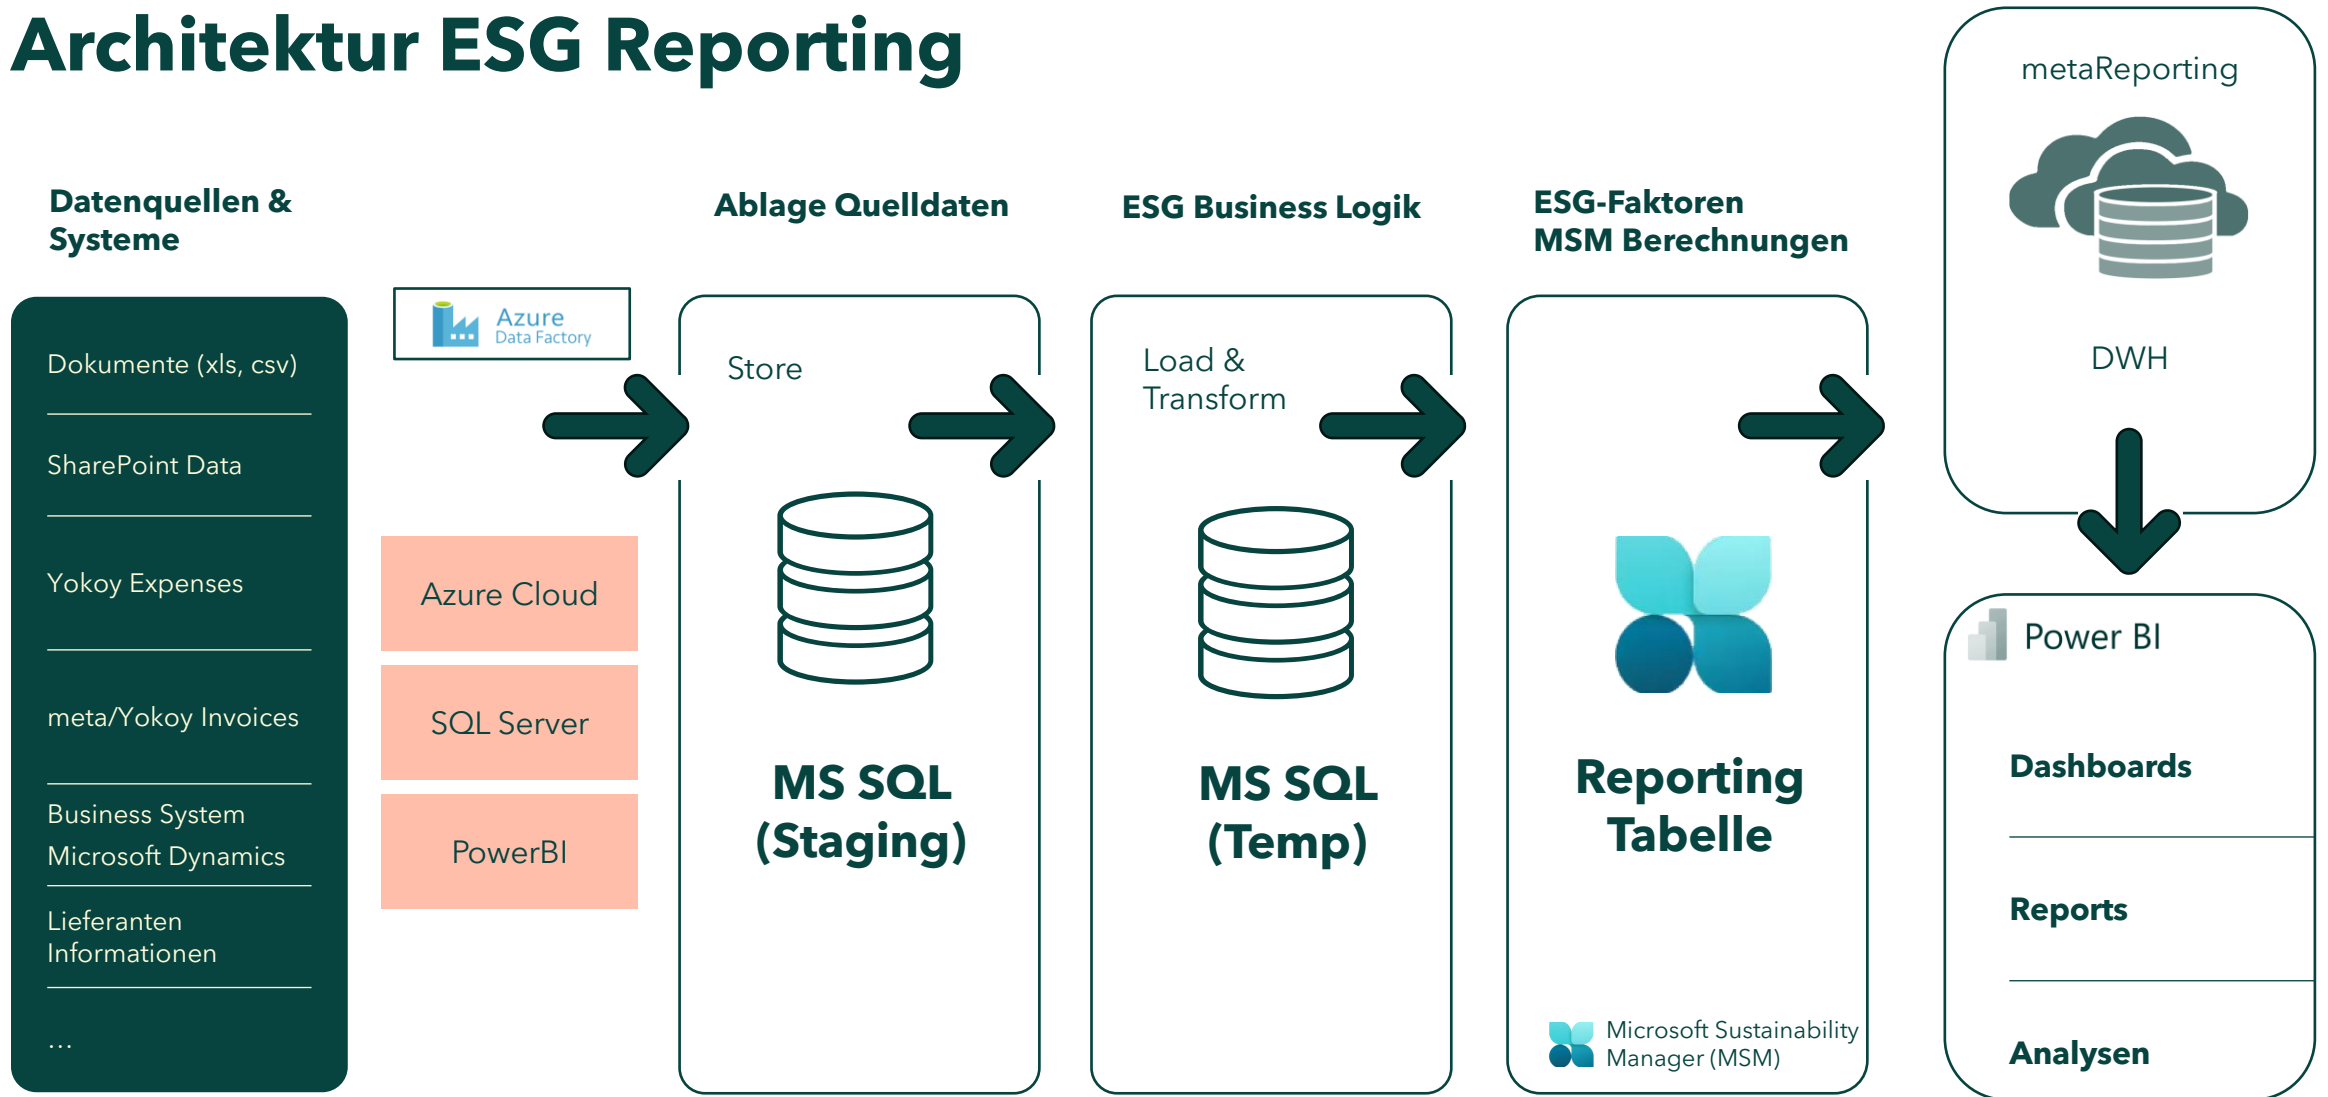 Architektur ESG Reporting
Datenquellen &
Systeme
Dokumente (xls, csv)
SharePoint Data
Yokoy Expenses
meta/Yokoy Invoices
Business System
Microsoft Dynamics
Lieferanten
Informationen
...
Azure
Data Factory
Azure Cloud
SQL Server
PowerBI
Ablage Quelldaten
Store
MS SQL
(Staging)
ESG Business Logik
Load &
Transform
MS SQL
(Temp)
ESG-Faktoren
MSM Berechnungen
Reporting
Tabelle
Microsoft Sustainability
Manager (MSM)
metaReporting
DWH
Power BI
Dashboards
Reports
Analysen